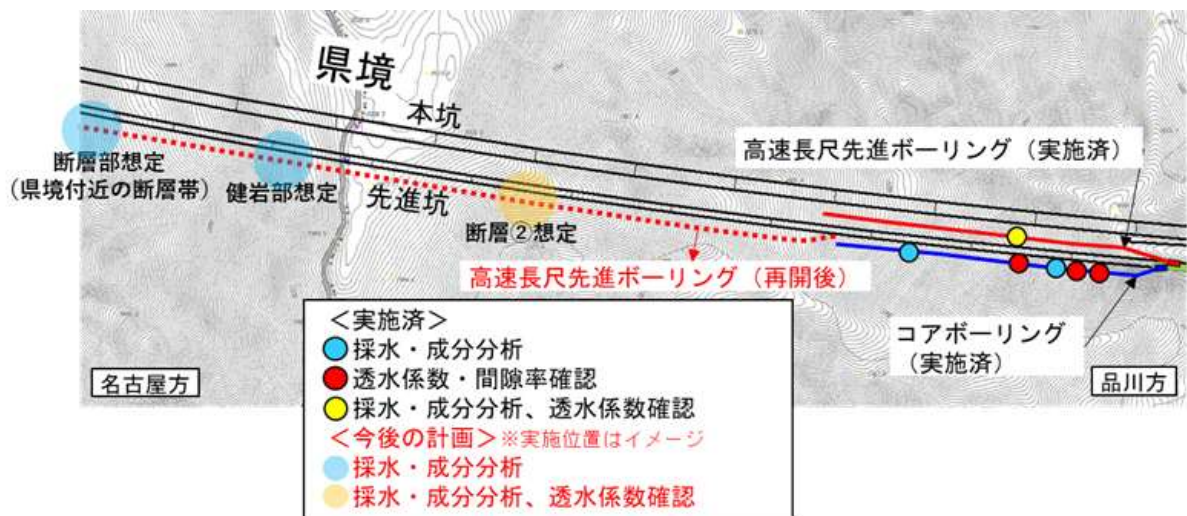 県境
本坑
高速長尺先進ボーリング（実施済）
断層部想定
（県境付近の断層帯）
健岩部想定
先進坑
断層②想定
高速長尺先進ボーリング（再開後）
コアボーリング
（実施済）
名古屋方
品川方
＜実施済＞
採水・成分分析
透水係数・間隙率確認
採水・成分分析、透水係数確認
＜今後の計画＞※実施位置はイメージ
採水・成分分析
採水・成分分析、透水係数確認